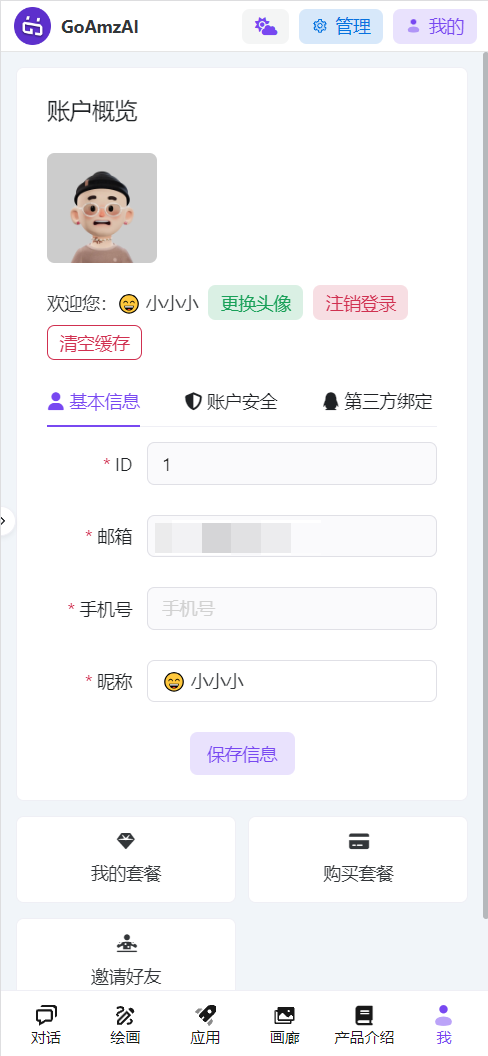 GoAmzAI 管理 我的
账户概览
欢迎您: 😄 小小小 更换头像 注销登录
清空缓存
基本信息 账户安全 第三方绑定
* ID 1
* 邮箱
* 手机号 手机号
* 昵称 😄 小小小
保存信息
我的套餐 购买套餐
邀请好友
对话 绘画 应用 画廊 产品介绍 我